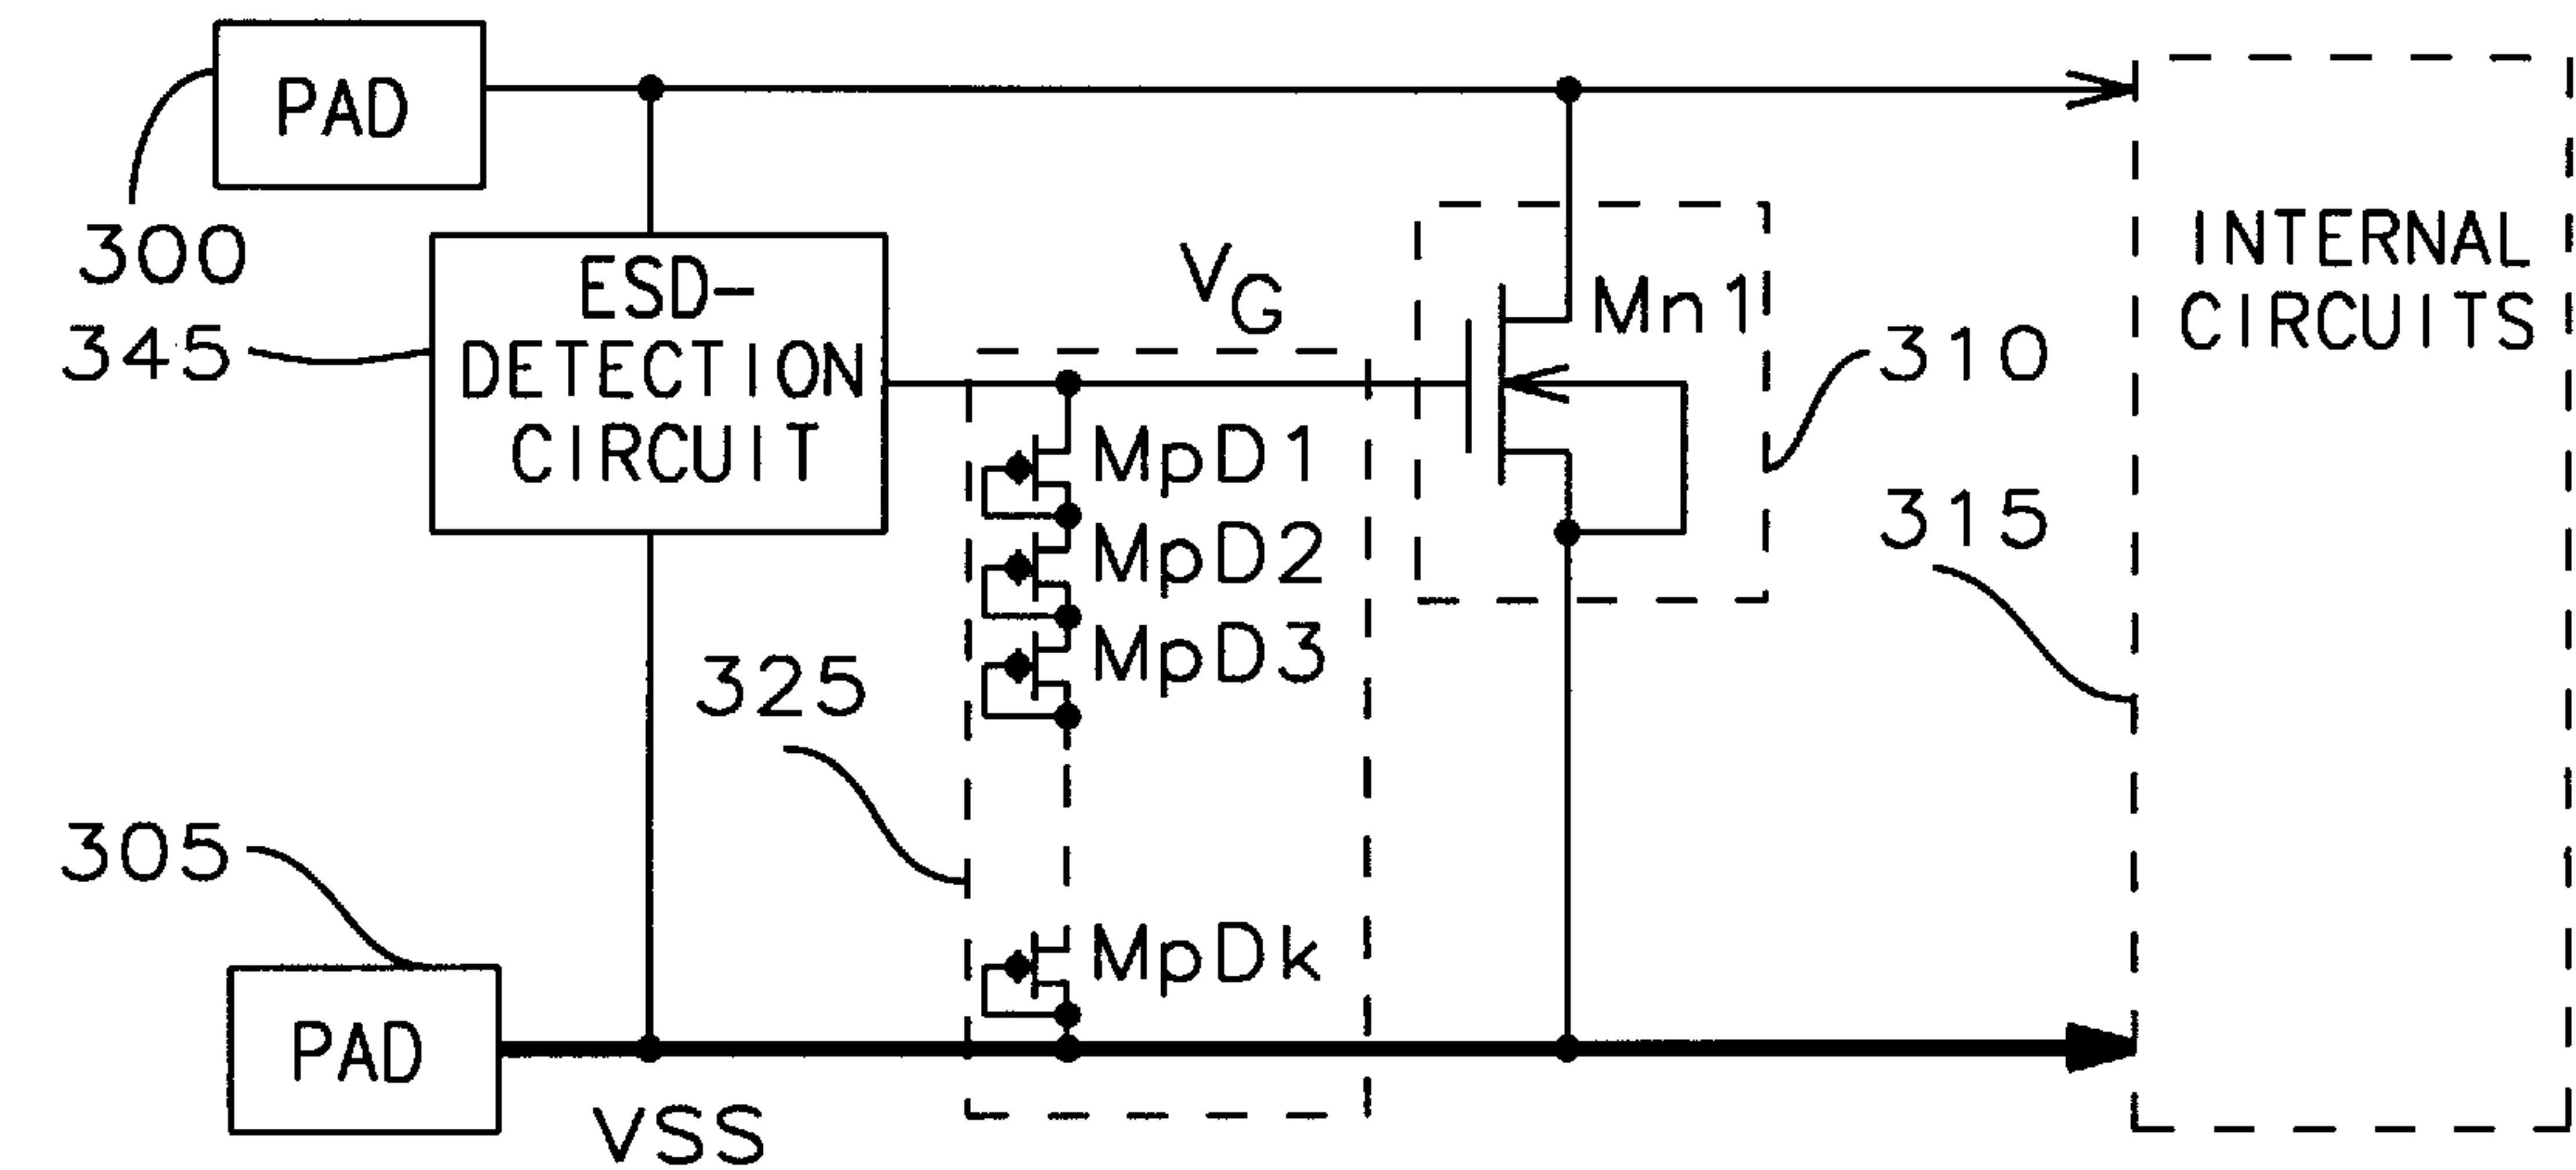 PAD
300
345
ESD-
DETECTION
CIRCUIT
VG
Mn1
310
INTERNAL
CIRCUITS
315
MpD1
MpD2
MpD3
325
MpDk
305
PAD
VSS